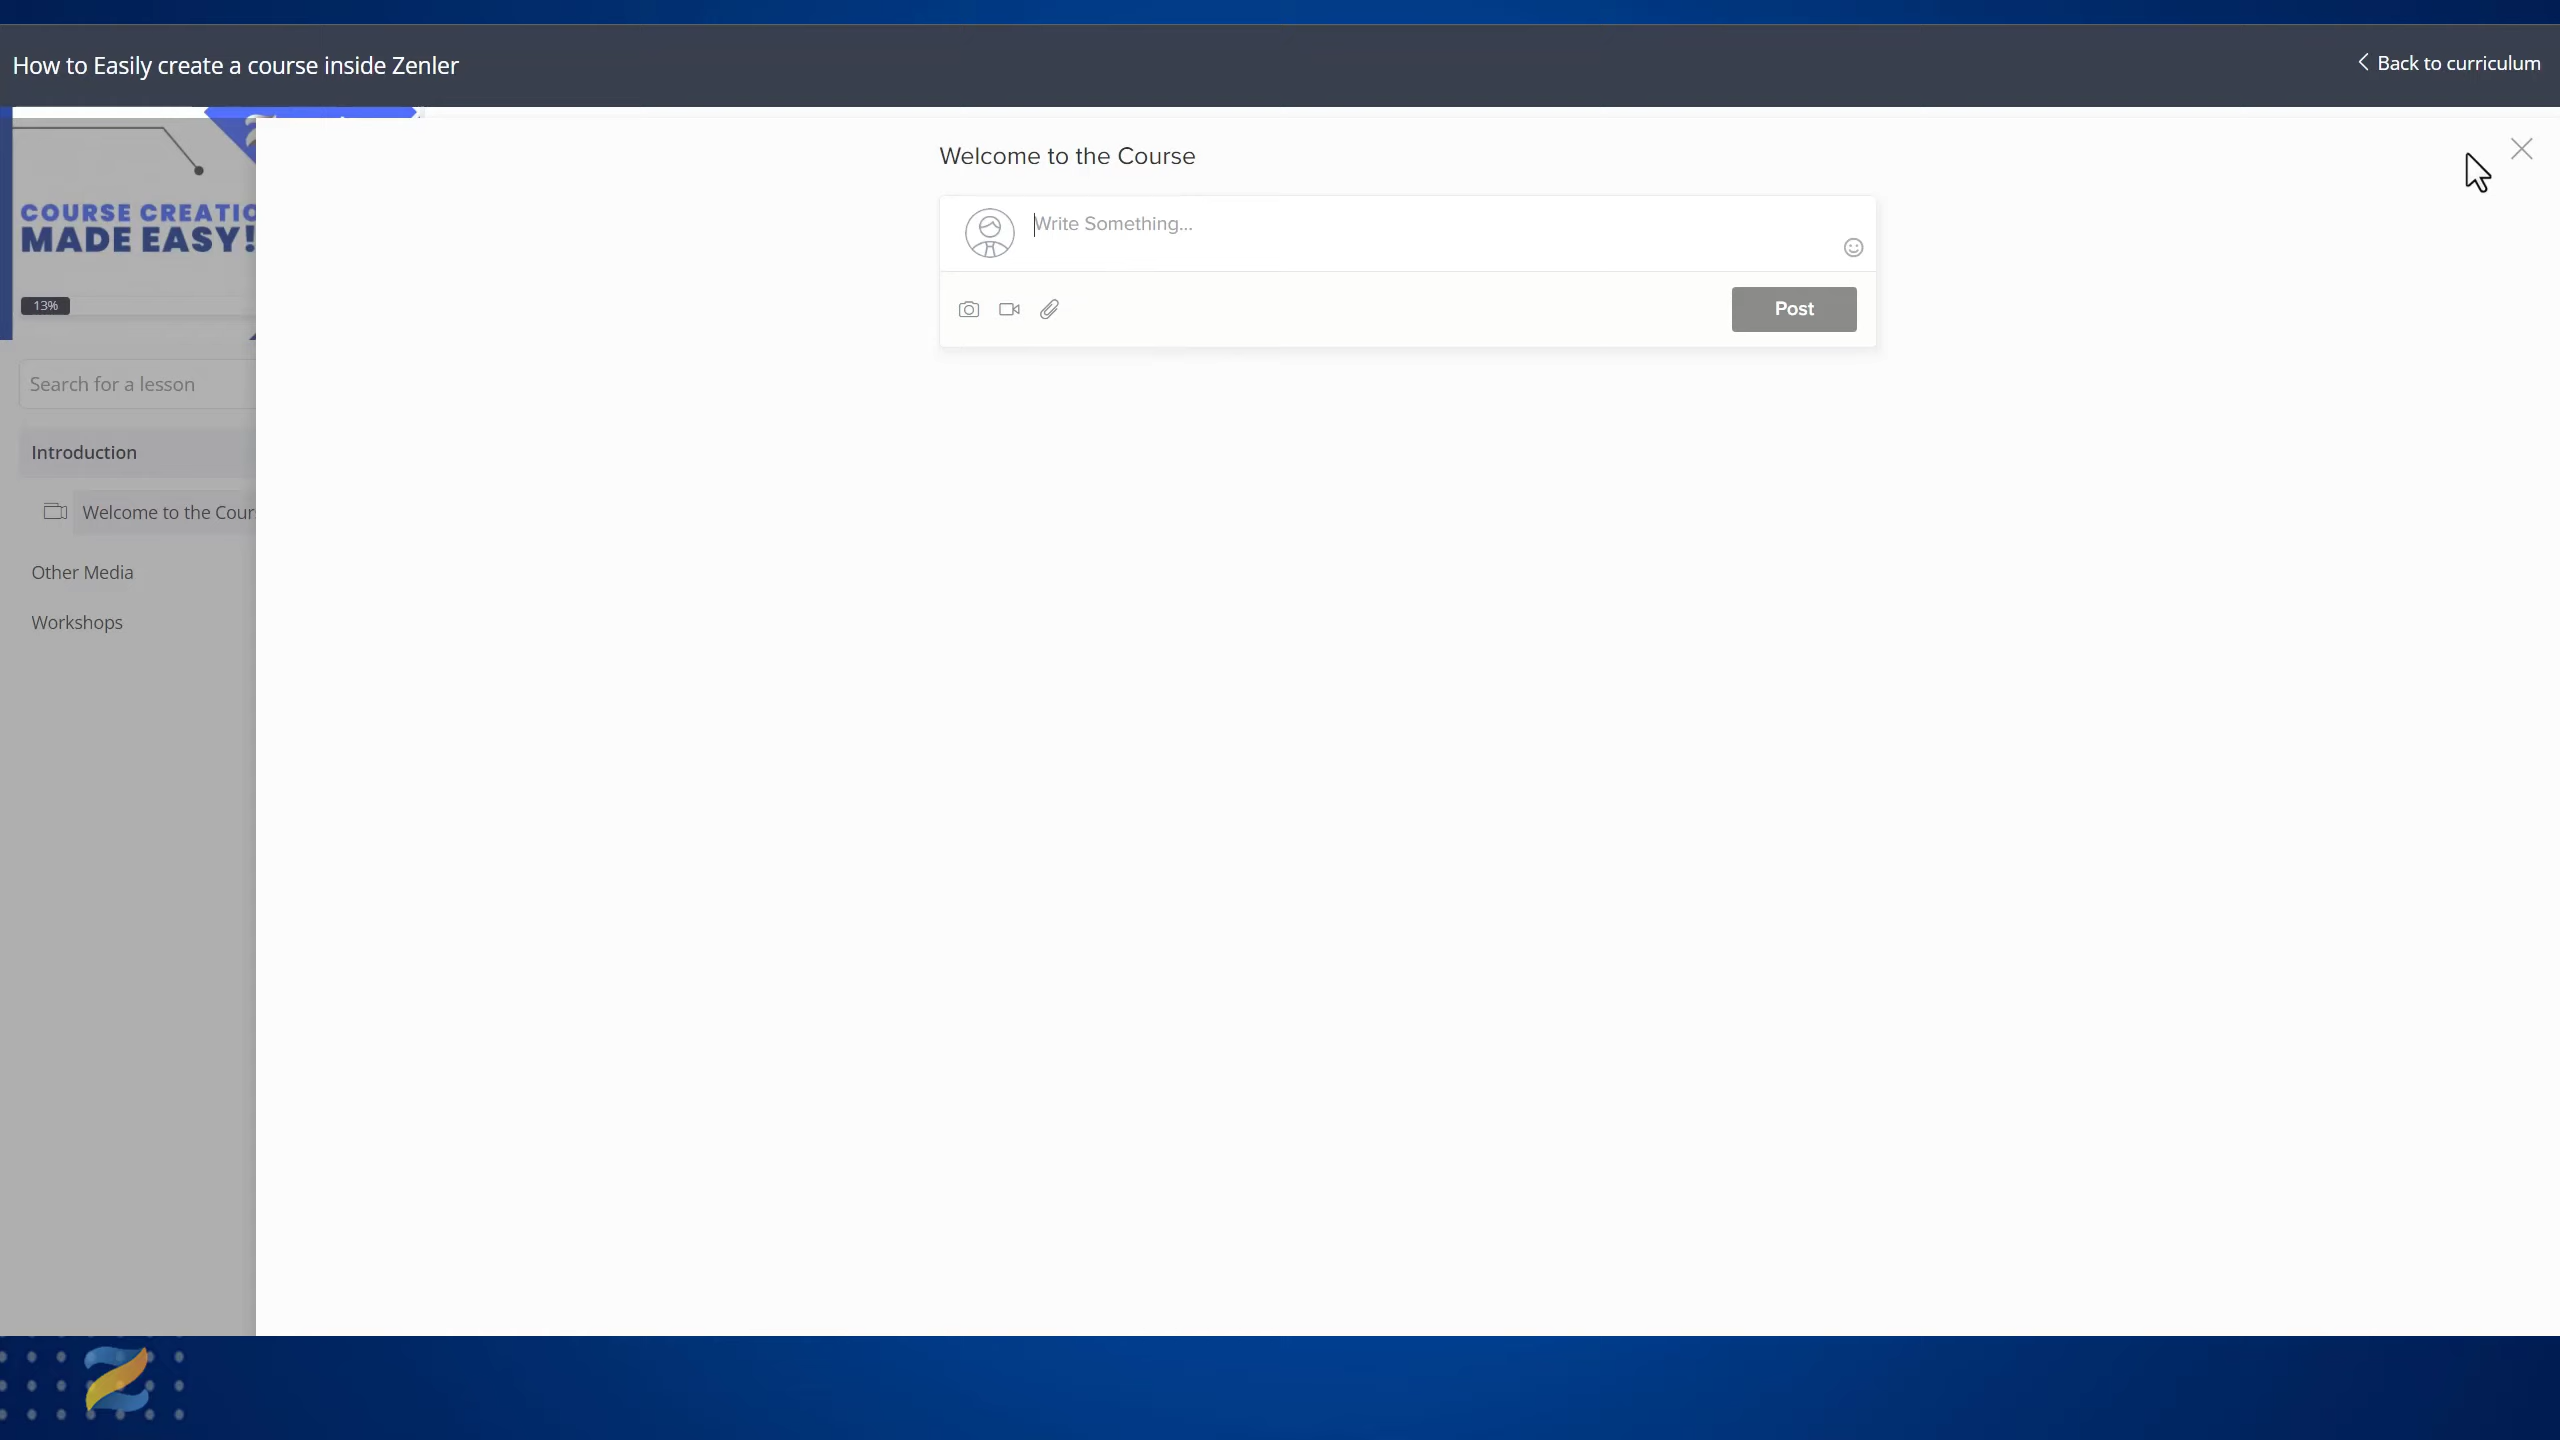 How to Easily create a course inside Zenler
Back to curriculum
COURSE CREATIO
MADE EASY!
13%
Search for a lesson
Introduction
Welcome to the Cour
Other Media
Workshops
Welcome to the Course
Write Something...
Post